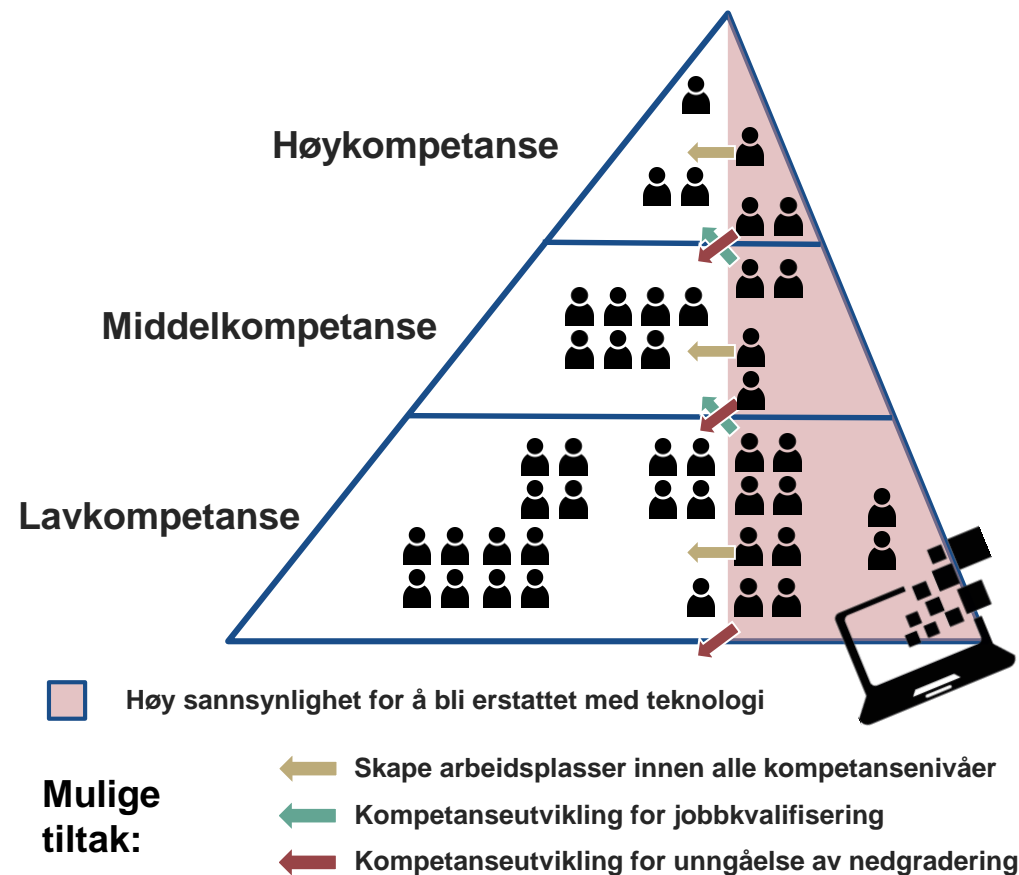 Høykompetanse
Middelkompetanse
Lavkompetanse
Høy sannsynlighet for å bli erstattet med teknologi
Mulige
tiltak:
Skape arbeidsplasser innen alle kompetansenivåer
Kompetanseutvikling for jobbkvalifisering
Kompetanseutvikling for unngåelse av nedgradering